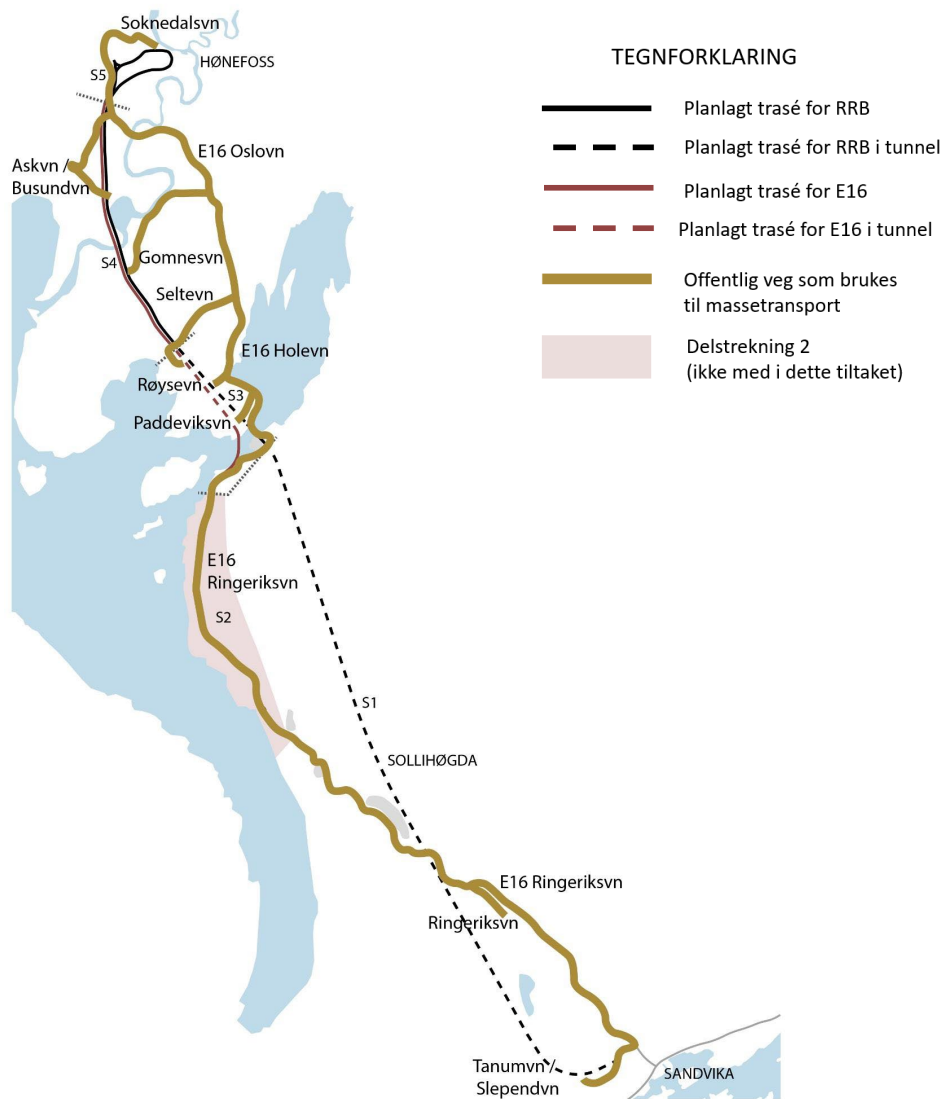 Soknedalsvn
HØNEFOSS
S5
E16 Oslovn
Askvn /
Busundvn
S4
Gomnesvn
Seltevn
E16 Holevn
Røysevn
S3
Paddeviksvn
E16
Ringeriksvn
S2
S1
SOLLIHØGDA
E16 Ringeriksvn
Ringeriksvn
Tanumvn /
Slependvn
SANDVIKA
TEGNFORKLARING
Planlagt trasé for RRB
Planlagt trasé for RRB i tunnel
Planlagt trasé for E16
Planlagt trasé for E16 i tunnel
Offentlig veg som brukes
til massetransport
Delstrekning 2
(ikke med i dette tiltaket)